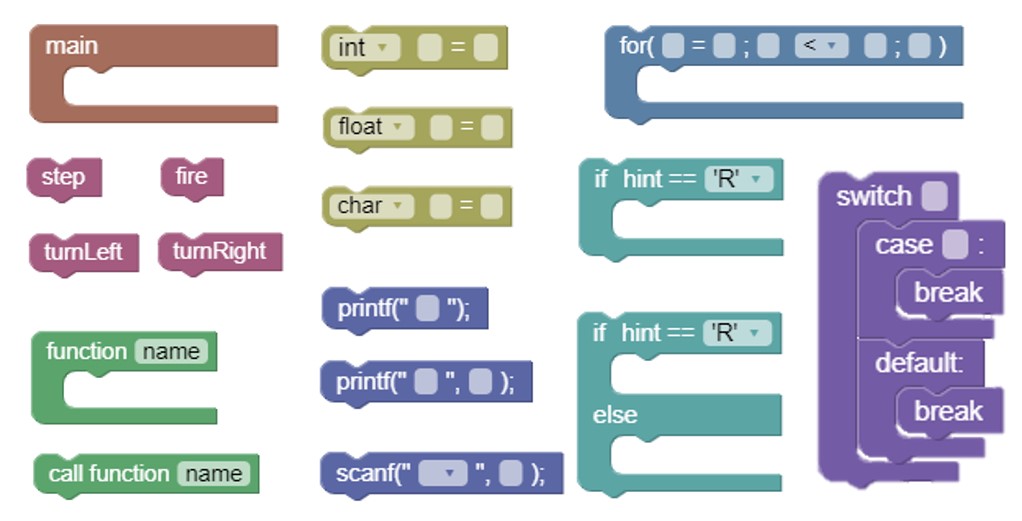 main
step
fire
turnLeft
turnRight
function name
call function name
int =
float =
char =
printf(" ");
printf(" ", );
scanf(" ", );
for( = ; < ; )
if hint == 'R'
if hint == 'R'
else
switch
case :
break
default:
break